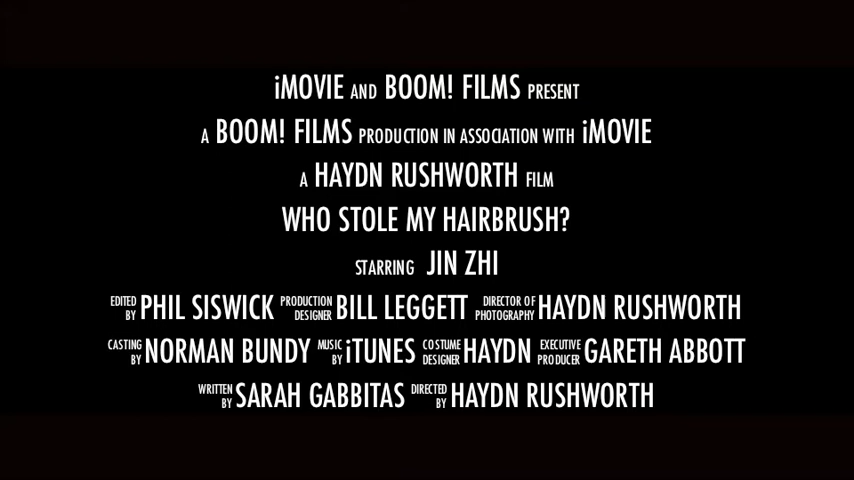 iMOVIE AND BOOM! FILMS PRESENT
A BOOM! FILMS PRODUCTION IN ASSOCIATION WITH iMOVIE
A HAYDN RUSHWORTH FILM
WHO STOLE MY HAIRBRUSH?
STARRING JIN ZHI
EDITED BY PHIL SISWICK PRODUCTION DESIGNER BILL LEGGETT DIRECTOR OF PHOTOGRAPHY HAYDN RUSHWORTH
CASTING BY NORMAN BUNDY MUSIC BY iTUNES COSTUME DESIGNER HAYDN EXECUTIVE PRODUCER GARETH ABBOTT
WRITTEN BY SARAH GABBITAS DIRECTED BY HAYDN RUSHWORTH